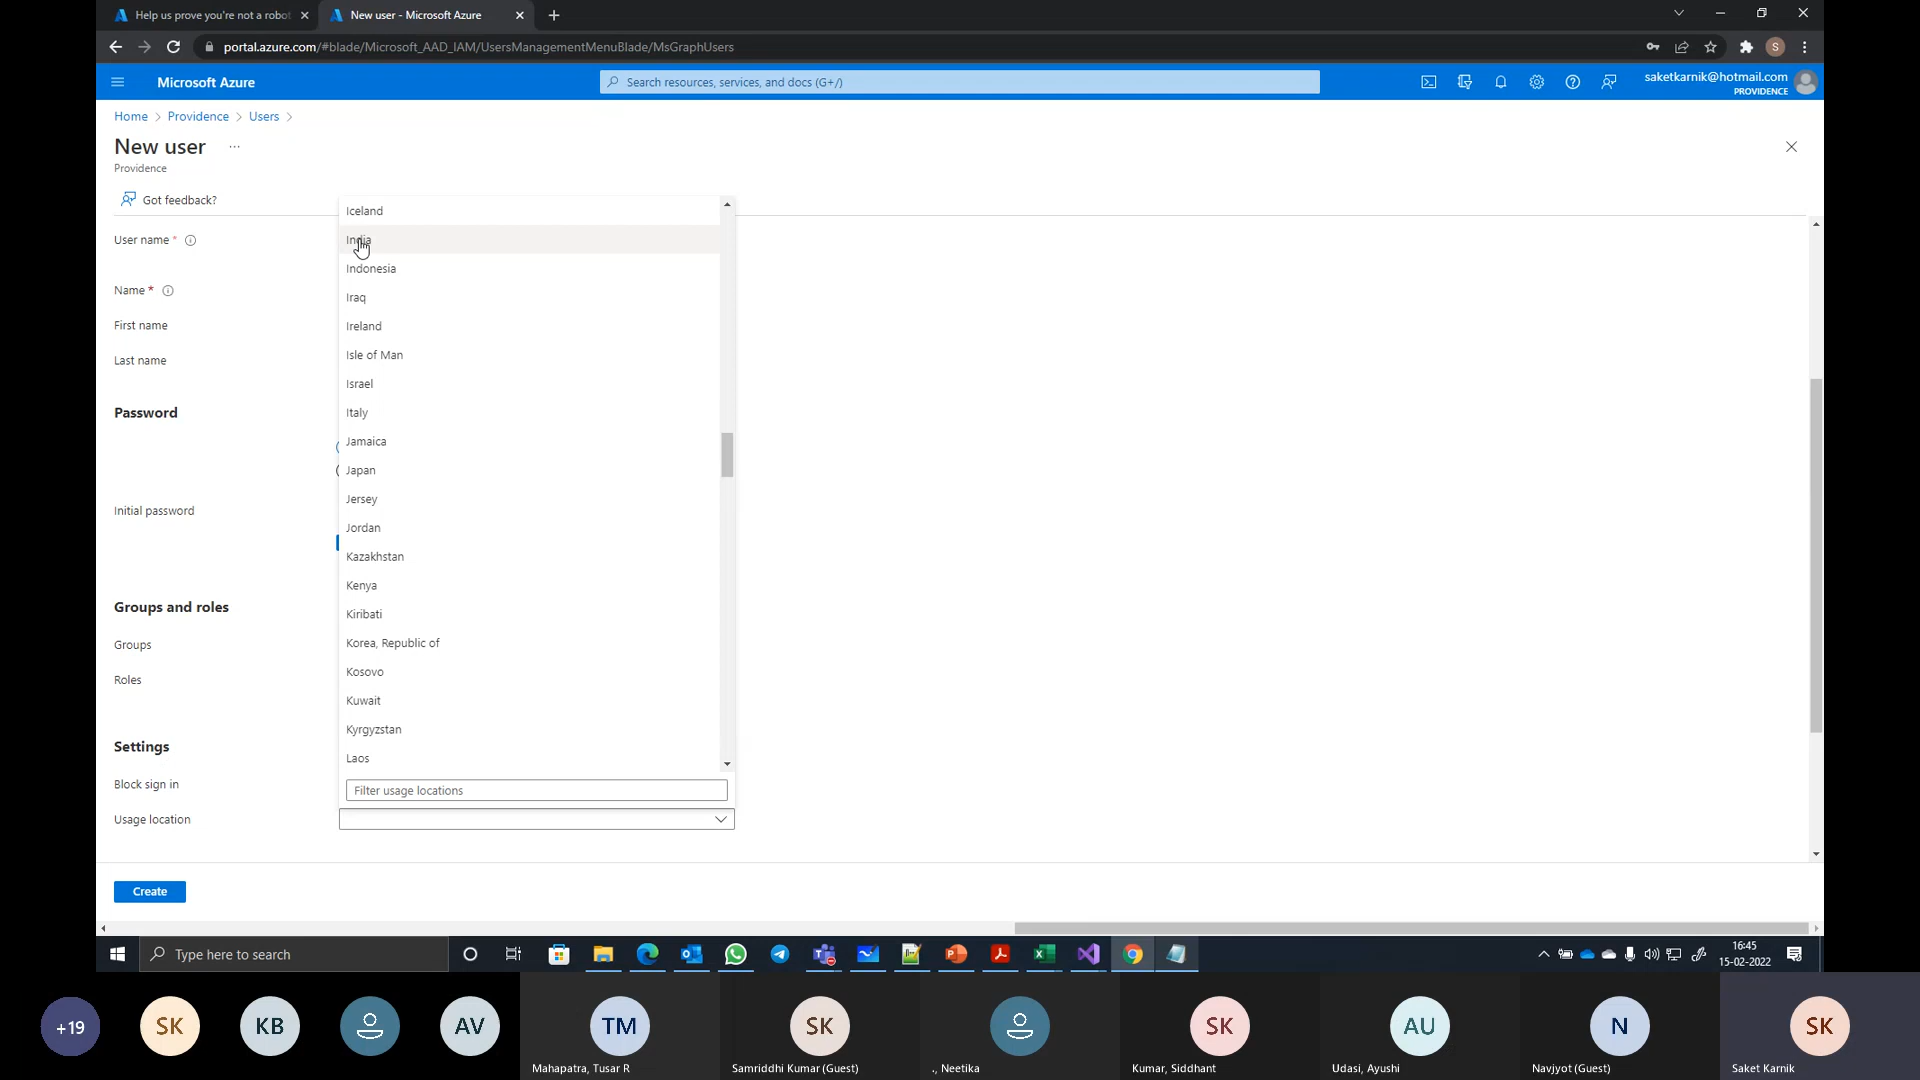 Help us prove you're not a robot
New user - Microsoft Azure
portal.azure.com/#blade/Microsoft_AAD_IAM/UsersManagementMenuBlade/MsGraphUsers
S
Microsoft Azure
Search resources, services, and docs (G+/)
saketkarnik@hotmail.com
PROVIDENCE
Home > Providence > Users >
New user ...
Providence
Got feedback?
User name *
Name *
First name
Last name
Password
Initial password
Groups and roles
Groups
Roles
Settings
Block sign in
Usage location
Iceland
India
Indonesia
Iraq
Ireland
Isle of Man
Israel
Italy
Jamaica
Japan
Jersey
Jordan
Kazakhstan
Kenya
Kiribati
Korea, Republic of
Kosovo
Kuwait
Kyrgyzstan
Laos
Filter usage locations
Create
Type here to search
16:45
15-02-2022
+19
SK
KB
AV
TM
Mahapatra, Tusar R
SK
Samriddhi Kumar (Guest)
., Neetika
SK
Kumar, Siddhant
AU
Udasi, Ayushi
N
Navjyot (Guest)
SK
Saket Karnik